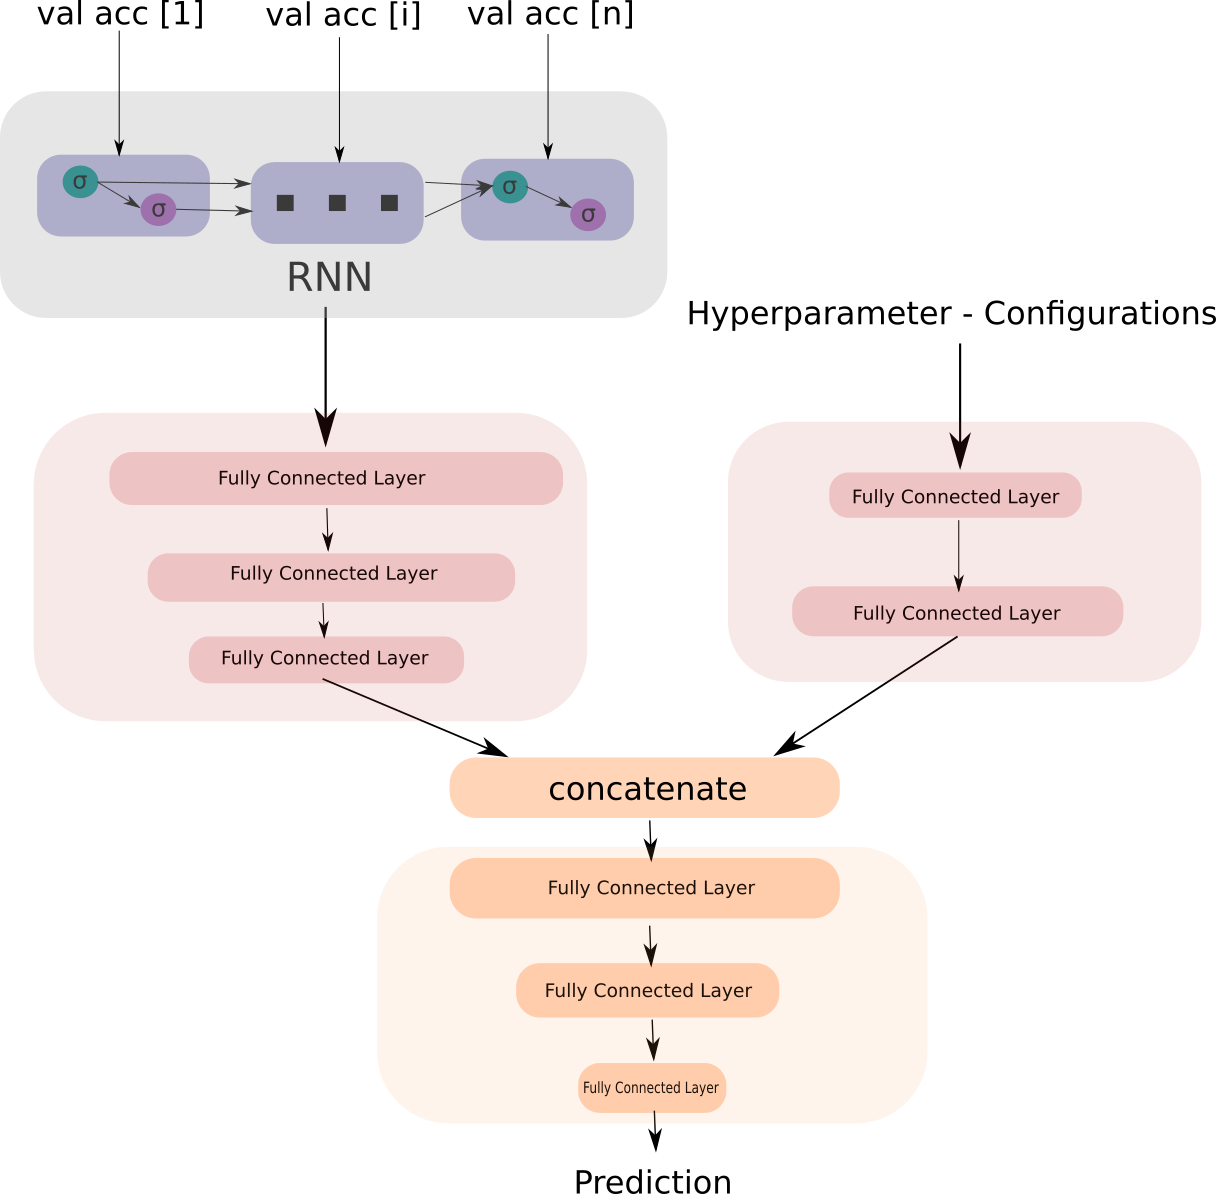 val acc [1] val acc [i] val acc [n]
σ σ σ σ
RNN
Hyperparameter - Configurations
Fully Connected Layer
Fully Connected Layer
Fully Connected Layer
Fully Connected Layer
Fully Connected Layer
concatenate
Fully Connected Layer
Fully Connected Layer
Fully Connected Layer
Prediction